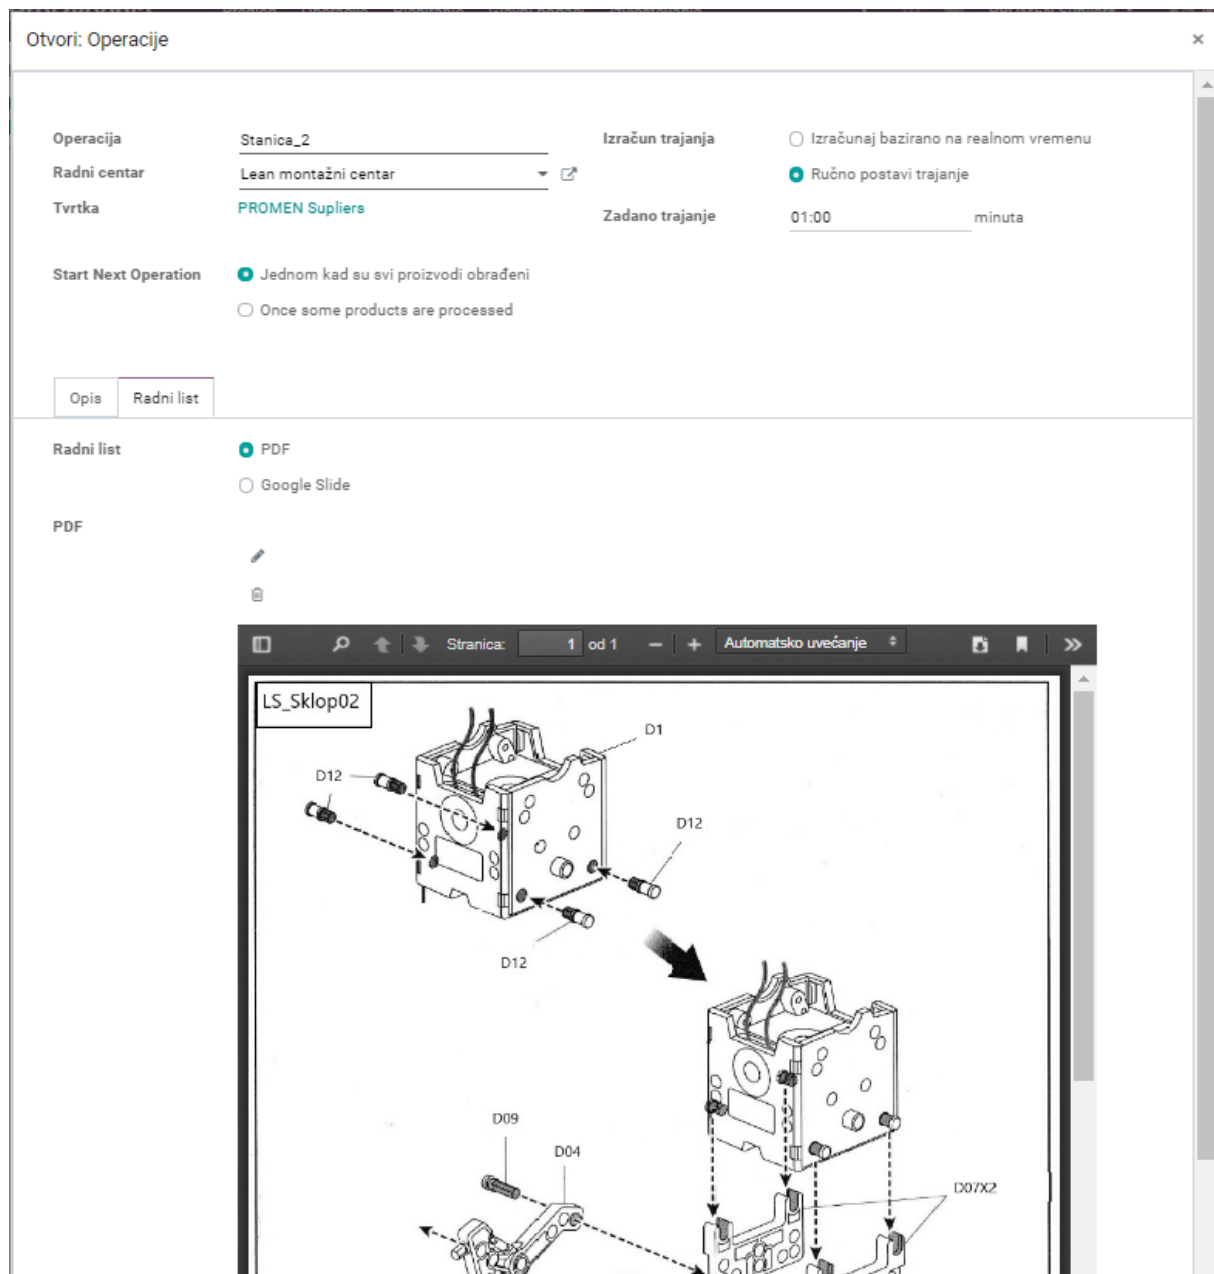 Otvori: Operacije
×
Operacija
Stanica_2
Izračun trajanja
Izračunaj bazirano na realnom vremenu
Radni centar
Lean montažni centar
Ručno postavi trajanje
Tvrtka
PROMEN Supliers
Zadano trajanje
01:00
minuta
Start Next Operation
Jednom kad su svi proizvodi obrađeni
Once some products are processed
Opis
Radni list
Radni list
PDF
Google Slide
PDF
Stranica:
1
od 1
Automatsko uvećanje
LS_Sklop02
D1
D12
D12
D12
D09
D04
D07X2